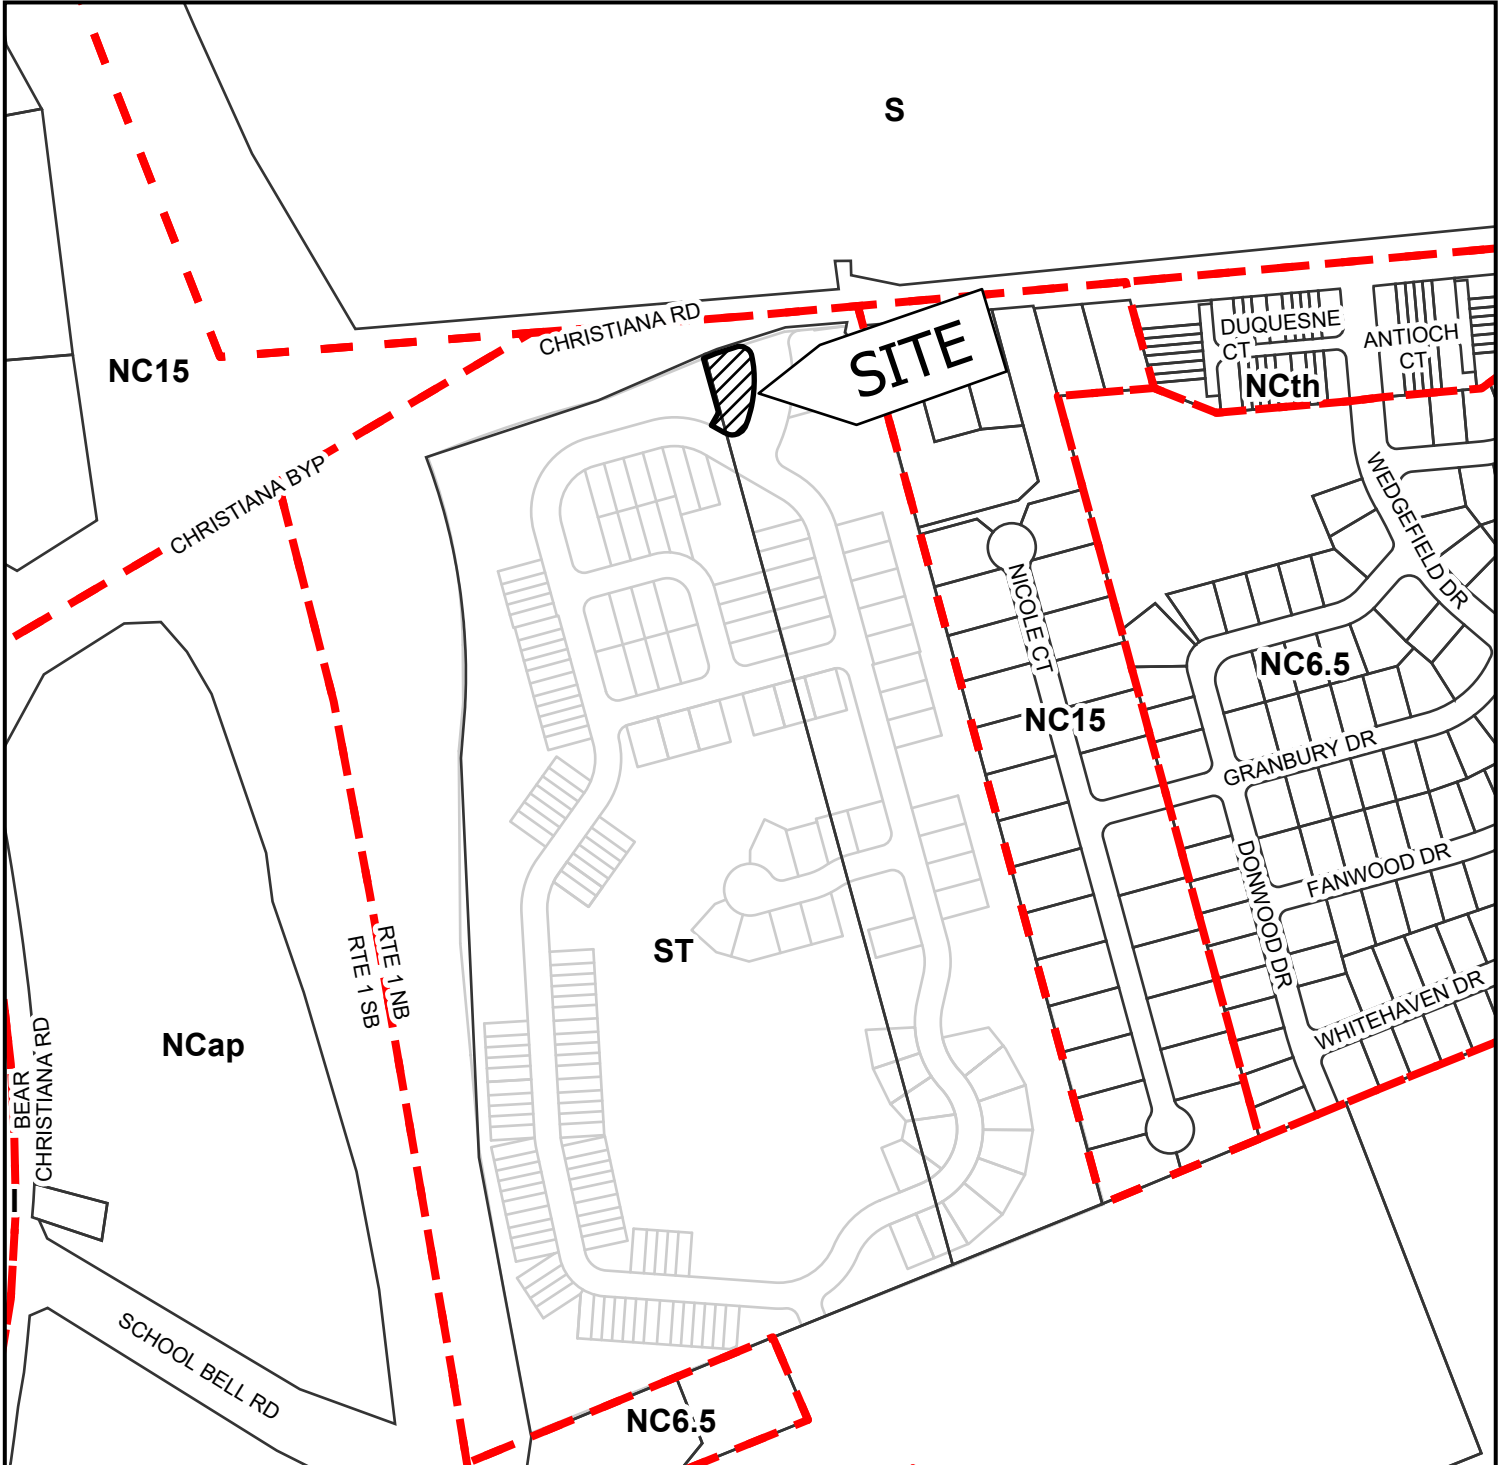 S
CHRISTIANA RD
DUQUESNE
CT
ANTIOCH
CT
SITE
NC15
NCth
CHRISTIANA BYP
WEDGEFIELD DR
NICOLE CT
NC6.5
NC15
GRANBURY DR
DONWOOD DR
FANWOOD DR
ST
RTE 1 NB
RTE 1 SB
WHITEHAVEN DR
NCap
BEAR
CHRISTIANA RD
I
SCHOOL BELL RD
NC6.5